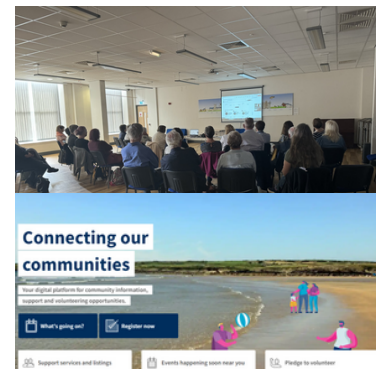 Connecting our
communities
Your digital platform for community information,
support and volunteering opportunities.
What's going on?
Register now
Support services and listings
Events happening soon near you
Pledge to volunteer